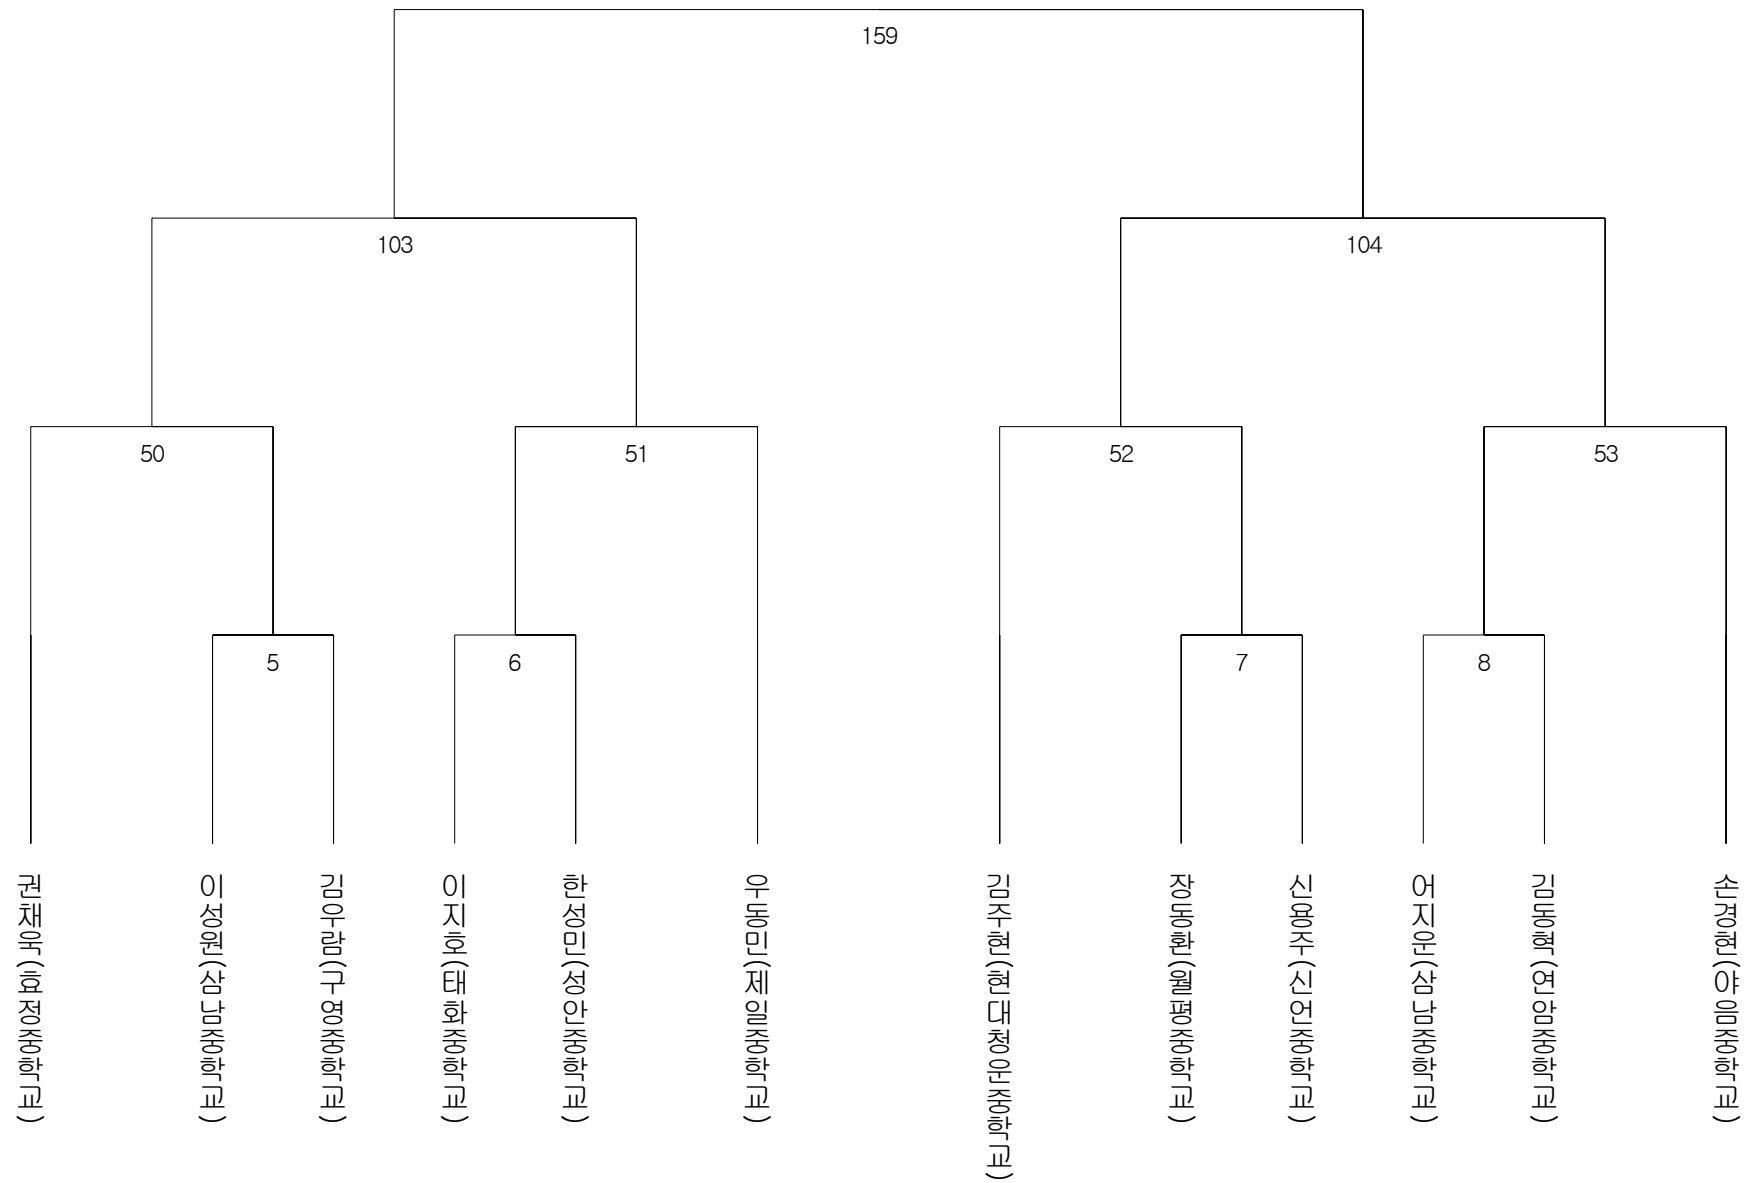 159
103
104
50
51
52
53
5
6
7
8
권채욱(효정중학교)
이성원(삼남중학교)
김우람(구영중학교)
이지호(태화중학교)
한성민(성안중학교)
우동민(제일중학교)
김주현(현대청운중학교)
장동환(월평중학교)
신용주(신언중학교)
어지운(삼남중학교)
김동혁(연암중학교)
손경현(야음중학교)